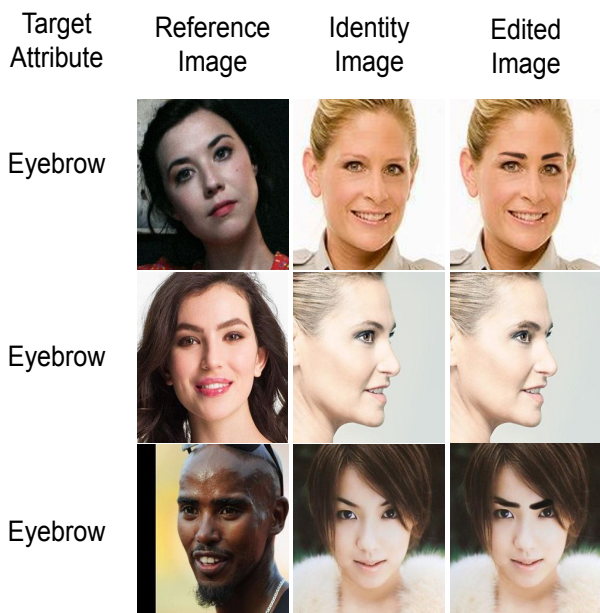 Target Attribute
Reference Image
Identity Image
Edited Image
Eyebrow
Eyebrow
Eyebrow